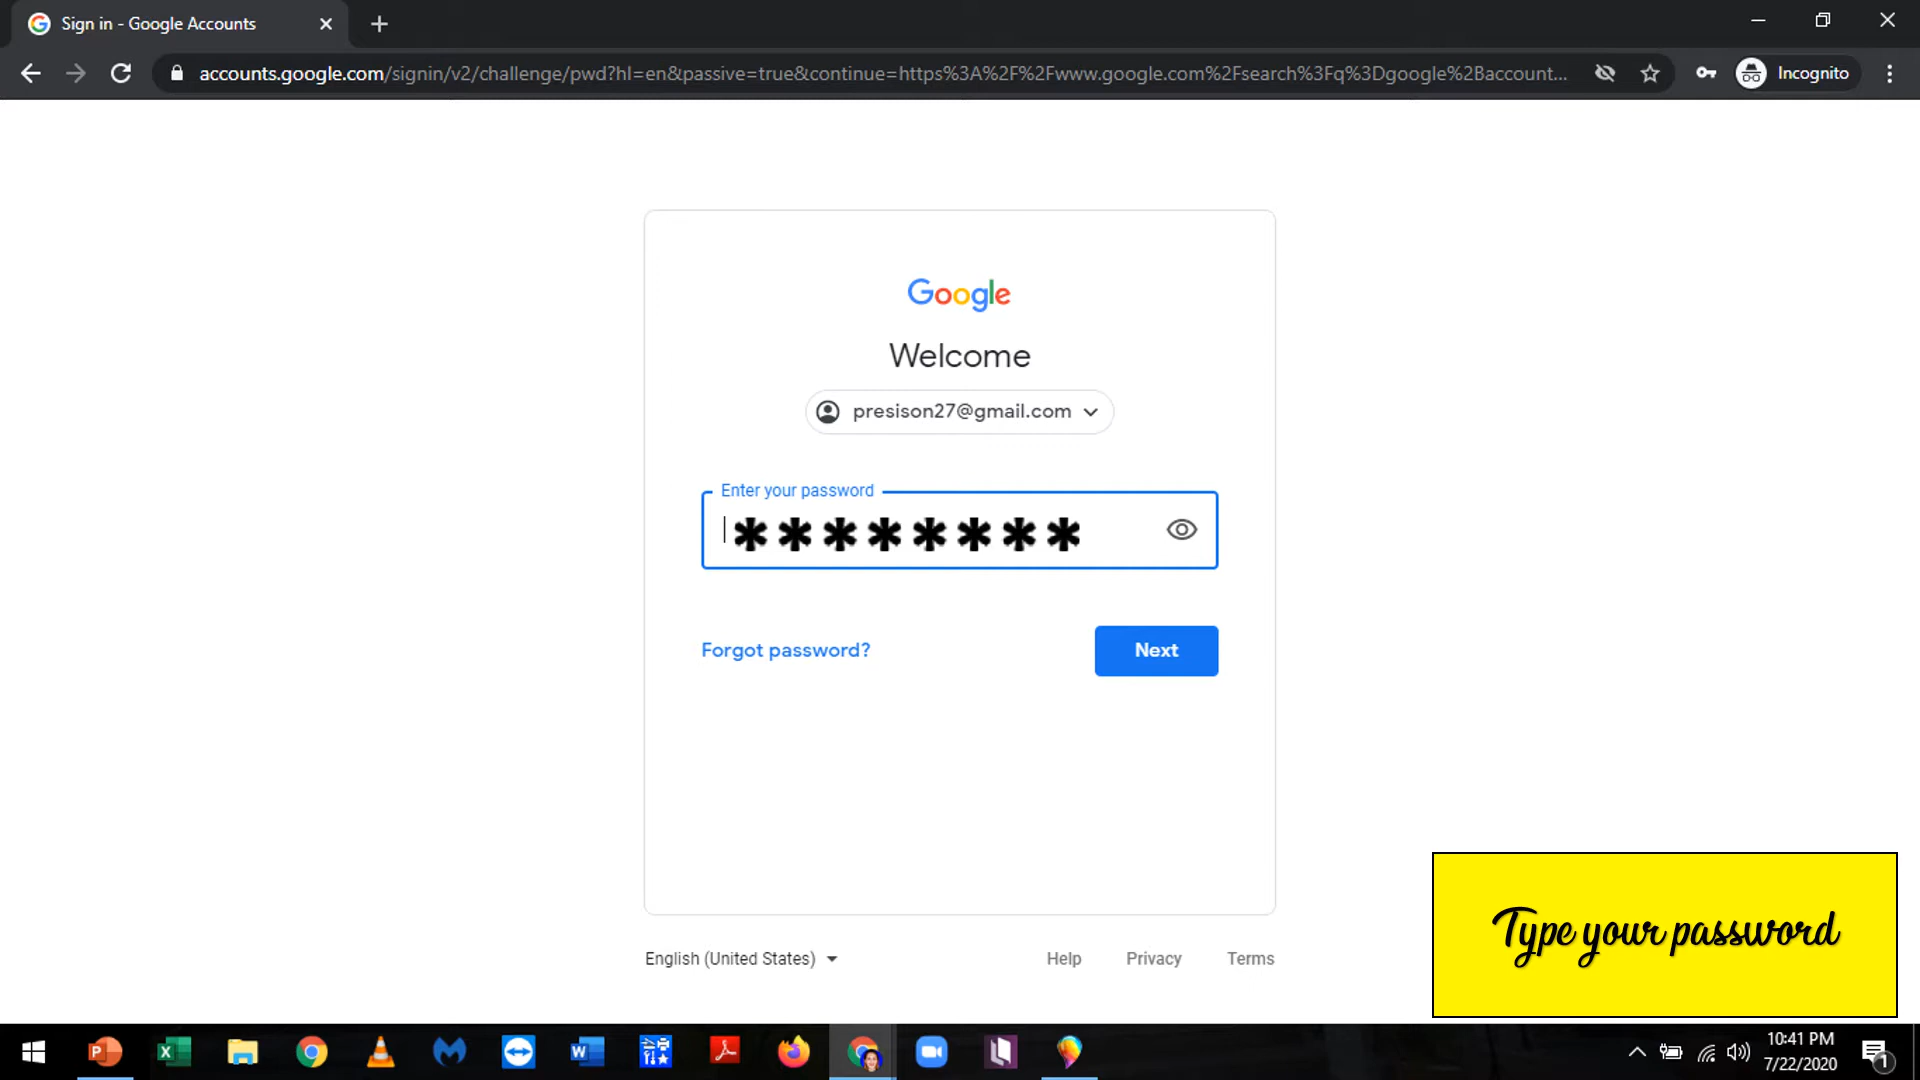 Sign in - Google Accounts
accounts.google.com/signin/v2/challenge/pwd?hl=en&passive=true&continue=https%3A%2F%2Fwww.google.com%2Fsearch%3Fq%3Dgoogle%2Baccount...
Incognito
Google
Welcome
presison27@gmail.com
Enter your password
********
Forgot password?
Next
English (United States)
Help
Privacy
Terms
Type your password
10:41 PM
7/22/2020
1